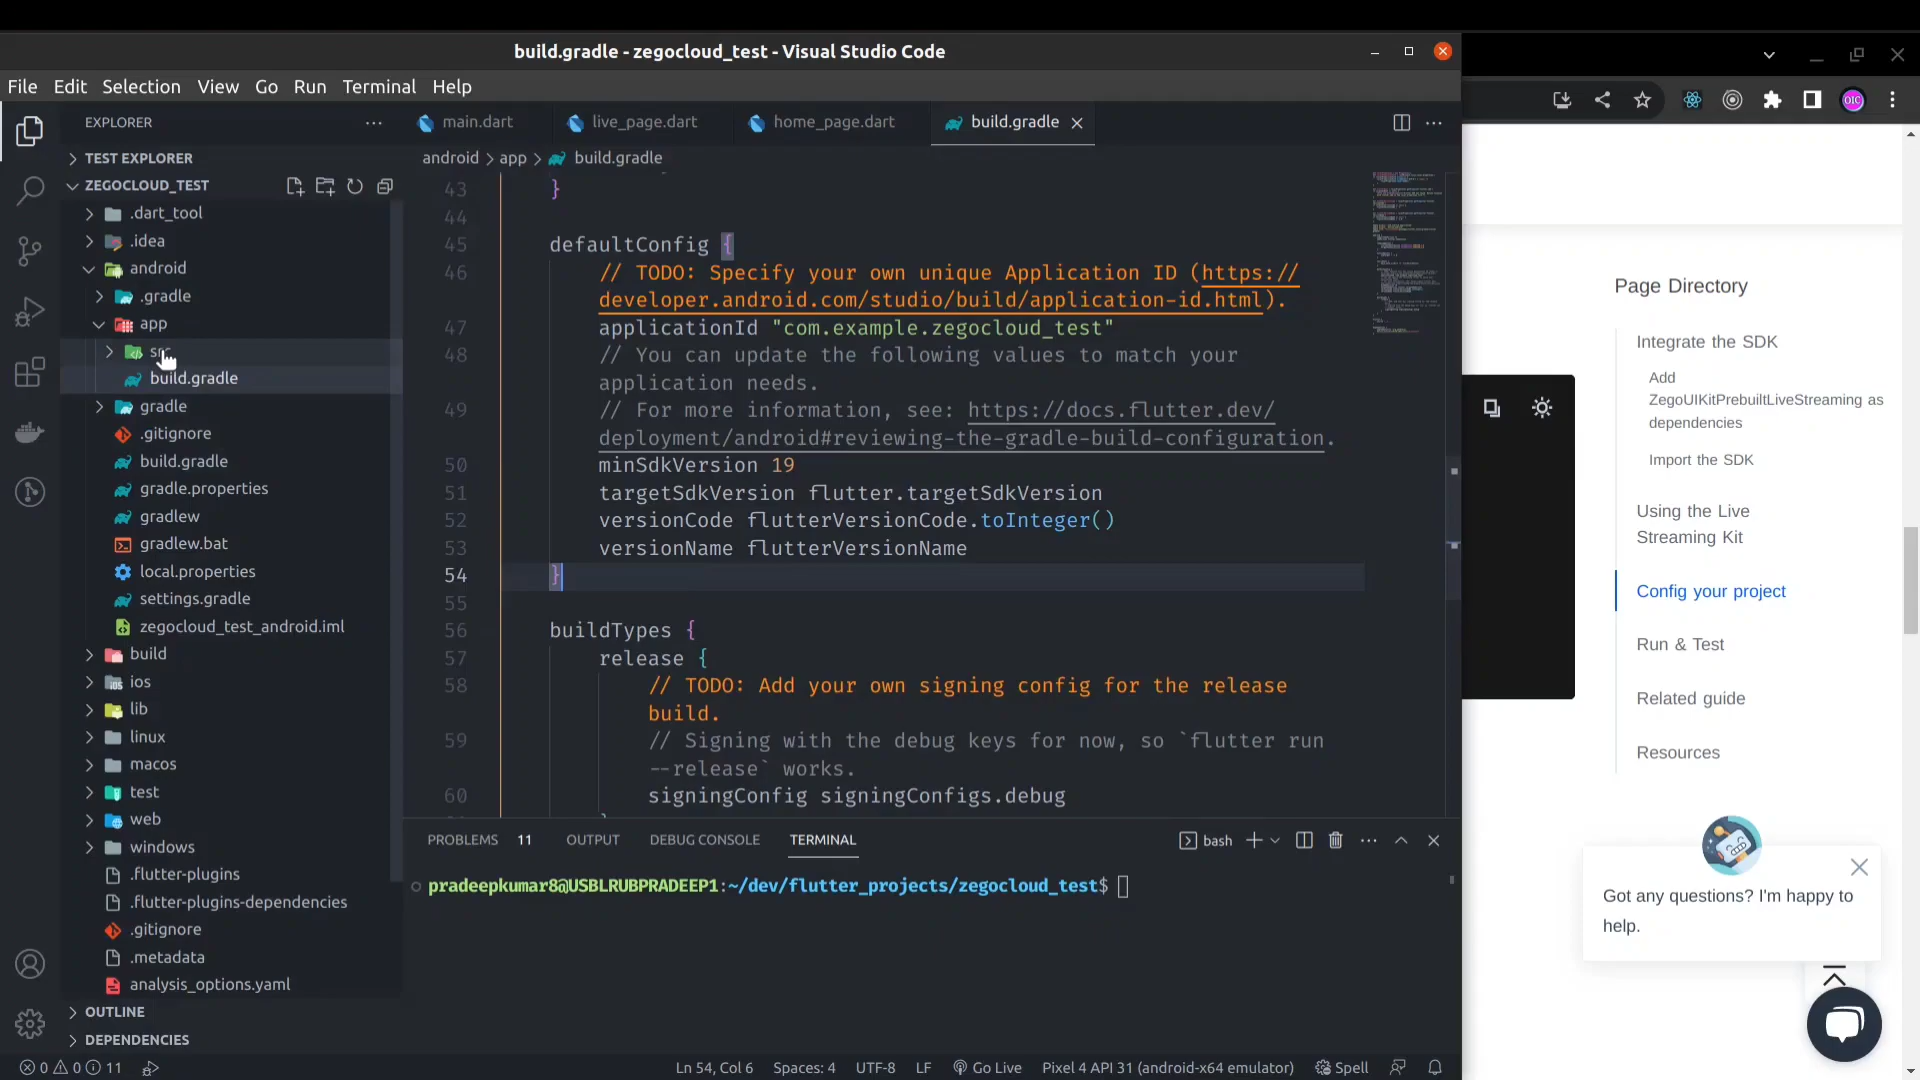 build.gradle - zegocloud_test - Visual Studio Code
File Edit Selection View Go Run Terminal Help
EXPLORER
TEST EXPLORER
ZEGOCLOUD_TEST
.dart_tool
.idea
android
.gradle
app
build.gradle
gradle
.gitignore
build.gradle
gradle.properties
gradlew
gradlew.bat
local.properties
settings.gradle
zegocloud_test_android.iml
build
ios
lib
linux
macos
test
web
windows
.flutter-plugins
.flutter-plugins-dependencies
.gitignore
.metadata
analysis_options.yaml
OUTLINE
DEPENDENCIES
main.dart live_page.dart home_page.dart build.gradle
android > app > build.gradle
43 }
44
45 defaultConfig {
46 // TODO: Specify your own unique Application ID (https://
developer.android.com/studio/build/application-id.html).
47 applicationId "com.example.zegocloud_test"
48 // You can update the following values to match your
application needs.
49 // For more information, see: https://docs.flutter.dev/
deployment/android#reviewing-the-gradle-build-configuration.
50 minSdkVersion 19
51 targetSdkVersion flutter.targetSdkVersion
52 versionCode flutterVersionCode.toInteger()
53 versionName flutterVersionName
54 }
55
56 buildTypes {
57 release {
58 // TODO: Add your own signing config for the release
build.
59 // Signing with the debug keys for now, so `flutter run
--release` works.
60 signingConfig signingConfigs.debug
PROBLEMS 11 OUTPUT DEBUG CONSOLE TERMINAL bash
pradeepkumar8@USBLRUBPRADEEP1:~/dev/flutter_projects/zegocloud_test$
0 0 11 Ln 54, Col 6 Spaces: 4 UTF-8 LF Go Live Pixel 4 API 31 (android-x64 emulator) Spell
OIC
Page Directory
Integrate the SDK
Add
ZegoUIKitPrebuiltLiveStreaming as
dependencies
Import the SDK
Using the Live
Streaming Kit
Config your project
Run & Test
Related guide
Resources
Got any questions? I'm happy to
help.